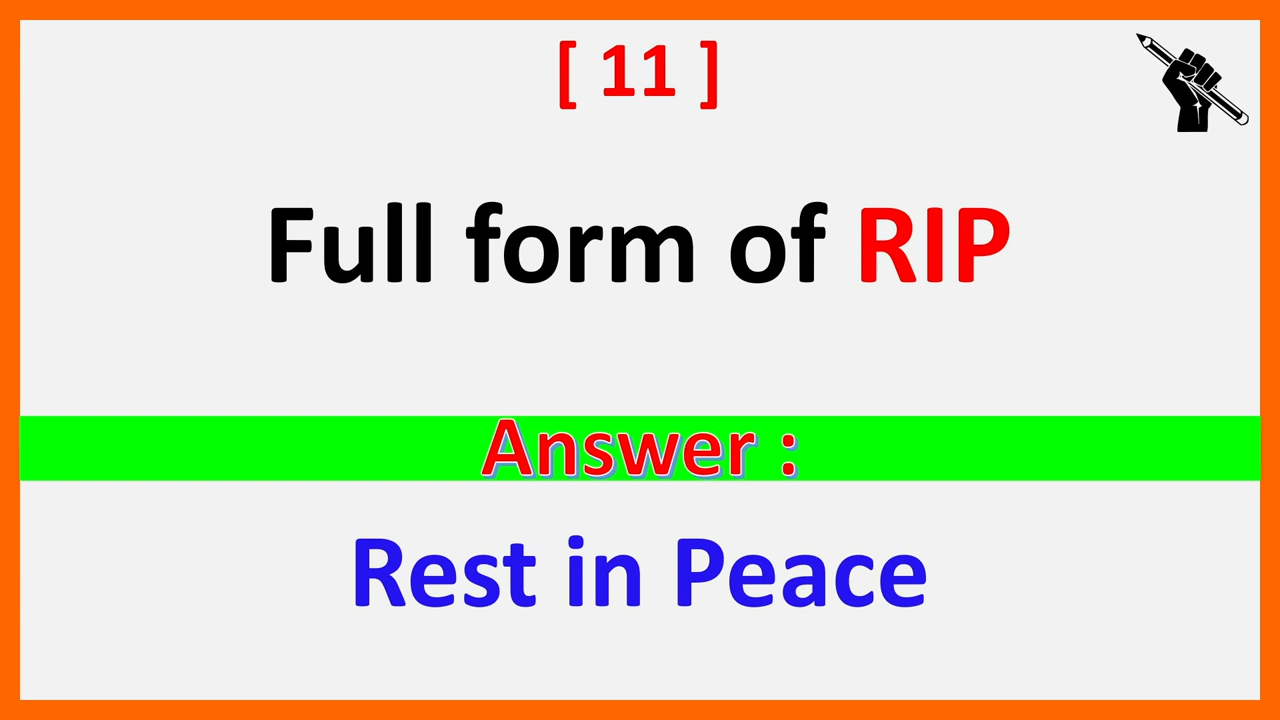 [ 11 ]
Full form of RIP
Answer :
Rest in Peace